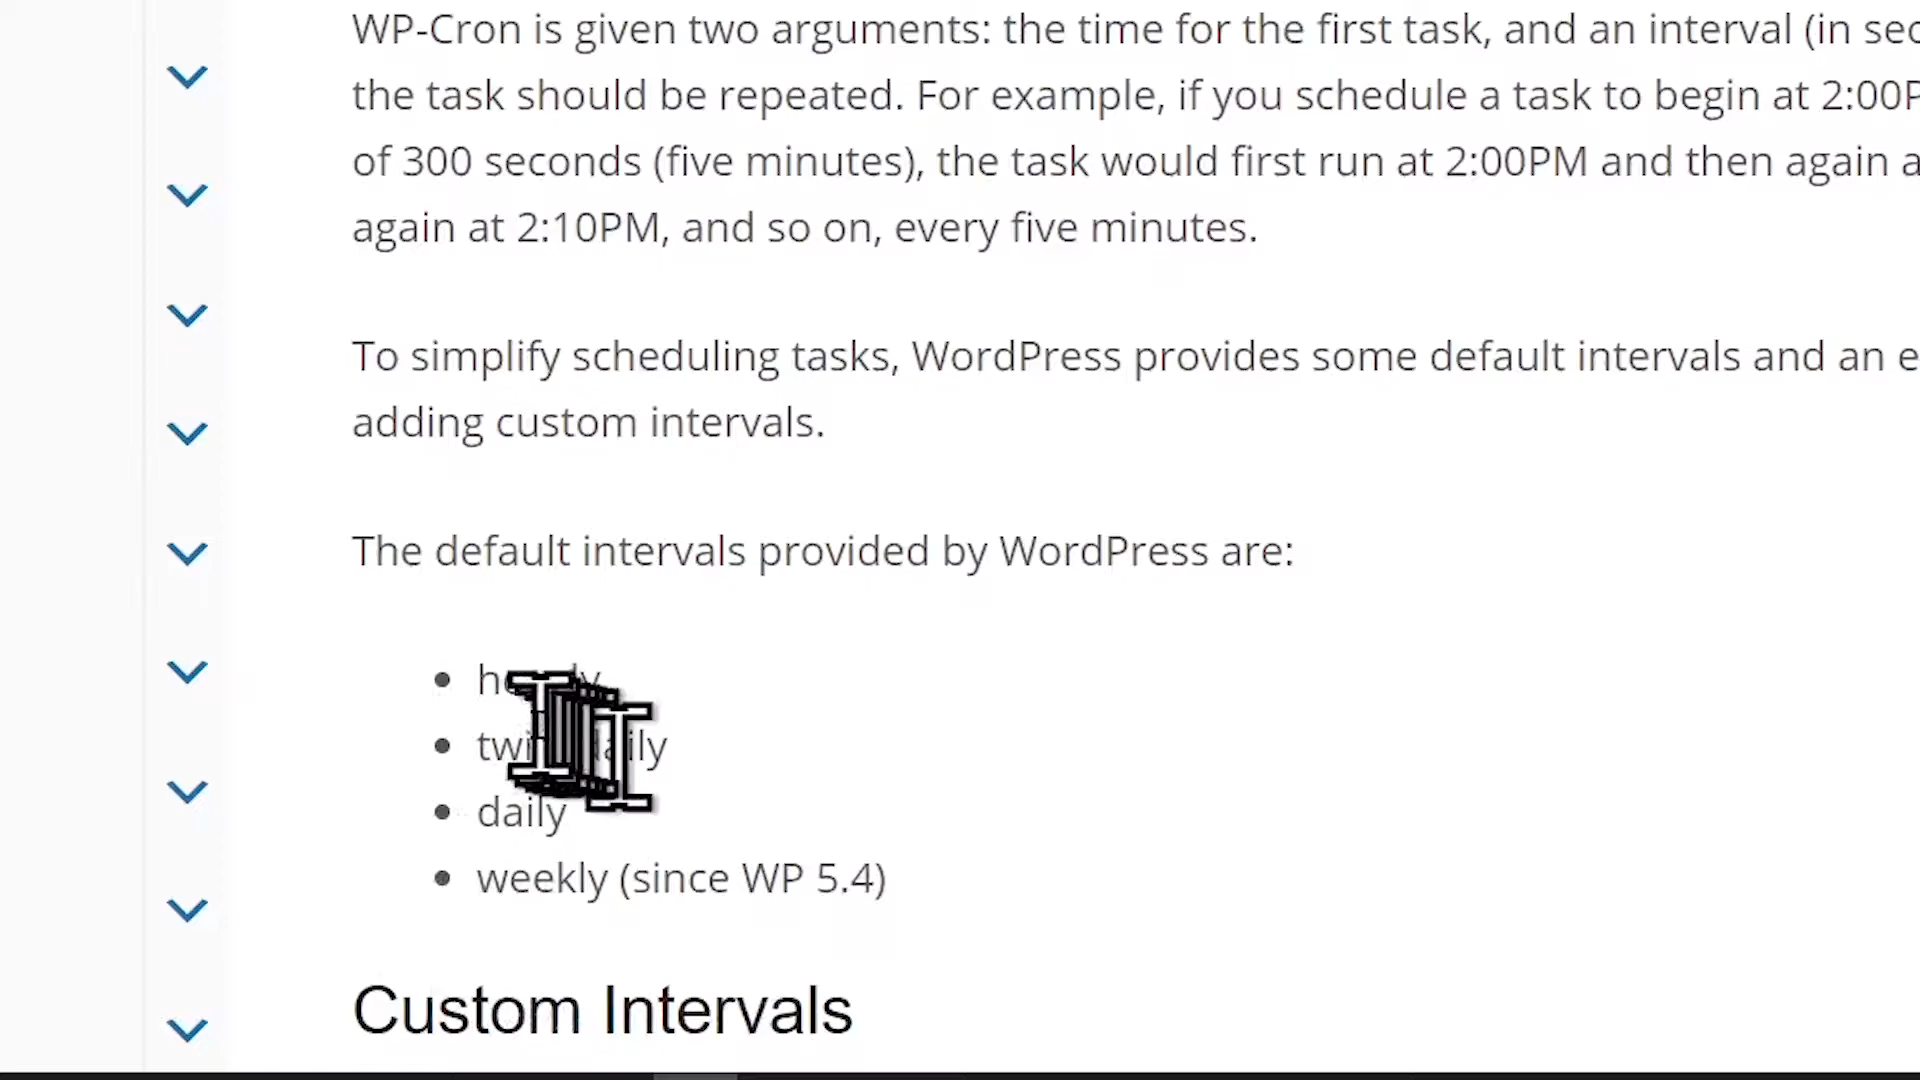 WP-Cron is given two arguments: the time for the first task, and an interval (in sec
the task should be repeated. For example, if you schedule a task to begin at 2:00P
of 300 seconds (five minutes), the task would first run at 2:00PM and then again a
again at 2:10PM, and so on, every five minutes.
To simplify scheduling tasks, WordPress provides some default intervals and an e
adding custom intervals.
The default intervals provided by WordPress are:
daily
weekly (since WP 5.4)
Custom Intervals